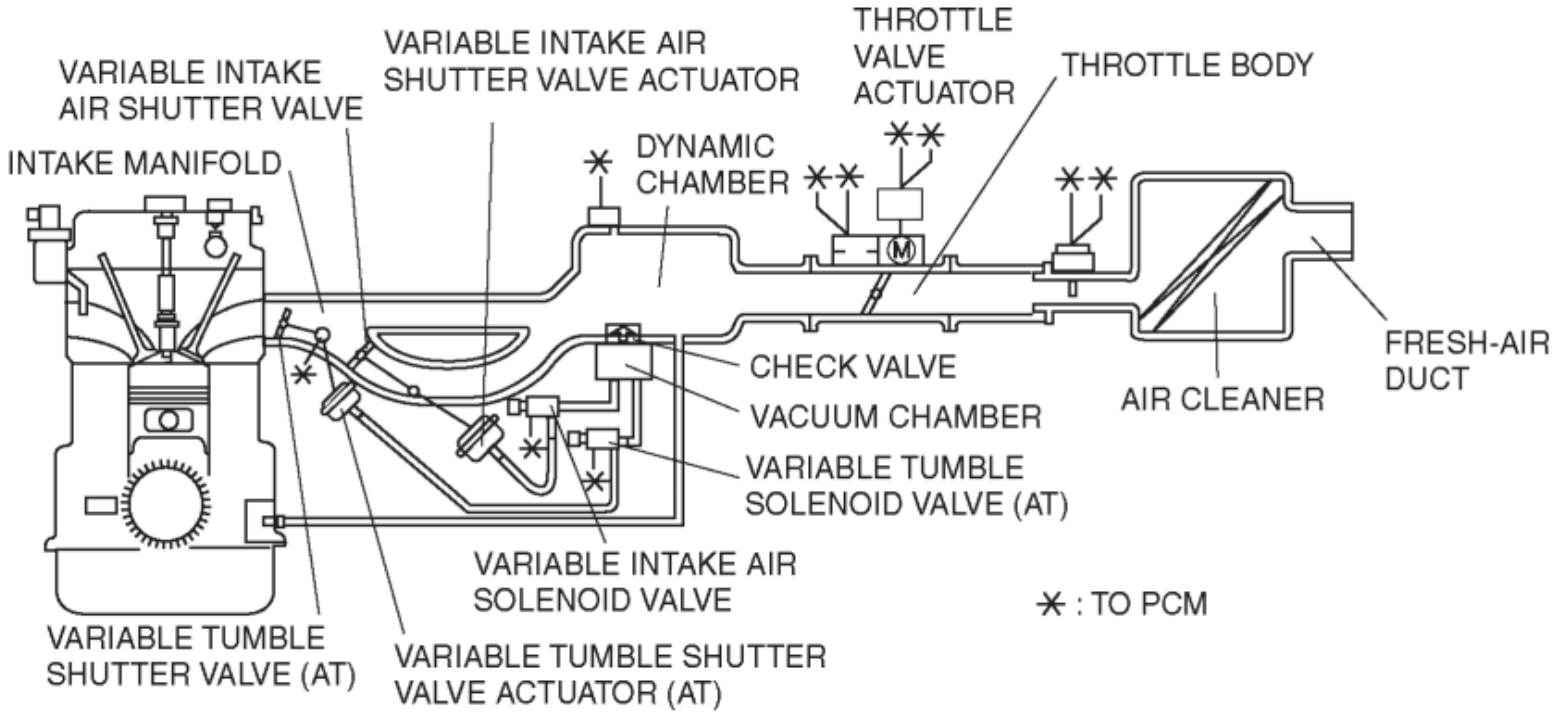 VARIABLE INTAKE
AIR SHUTTER VALVE
VARIABLE INTAKE AIR
SHUTTER VALVE ACTUATOR
THROTTLE
VALVE
ACTUATOR
THROTTLE BODY
INTAKE MANIFOLD
DYNAMIC
CHAMBER
M
FRESH-AIR
DUCT
AIR CLEANER
CHECK VALVE
VACUUM CHAMBER
VARIABLE TUMBLE
SOLENOID VALVE (AT)
VARIABLE INTAKE AIR
SOLENOID VALVE
* : TO PCM
VARIABLE TUMBLE
SHUTTER VALVE (AT)
VARIABLE TUMBLE SHUTTER
VALVE ACTUATOR (AT)